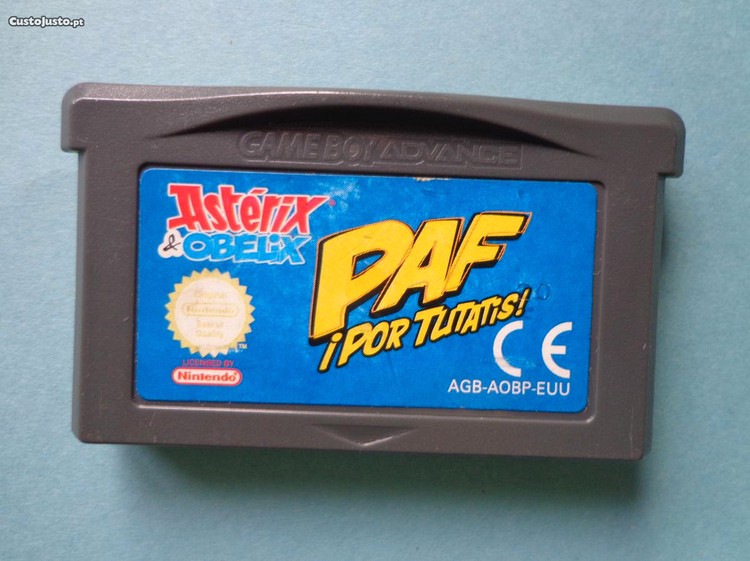 CustoJusto.pt
GAME BOY ADVANCE
Astérix
& OBELIX
PAF
¡POR TUTATIS!
Original
Nintendo
Seal of
Quality
TM
LICENSED BY
Nintendo
CE
AGB-AOBP-EUU